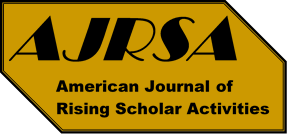 AJRSA
American Journal of
Rising Scholar Activities